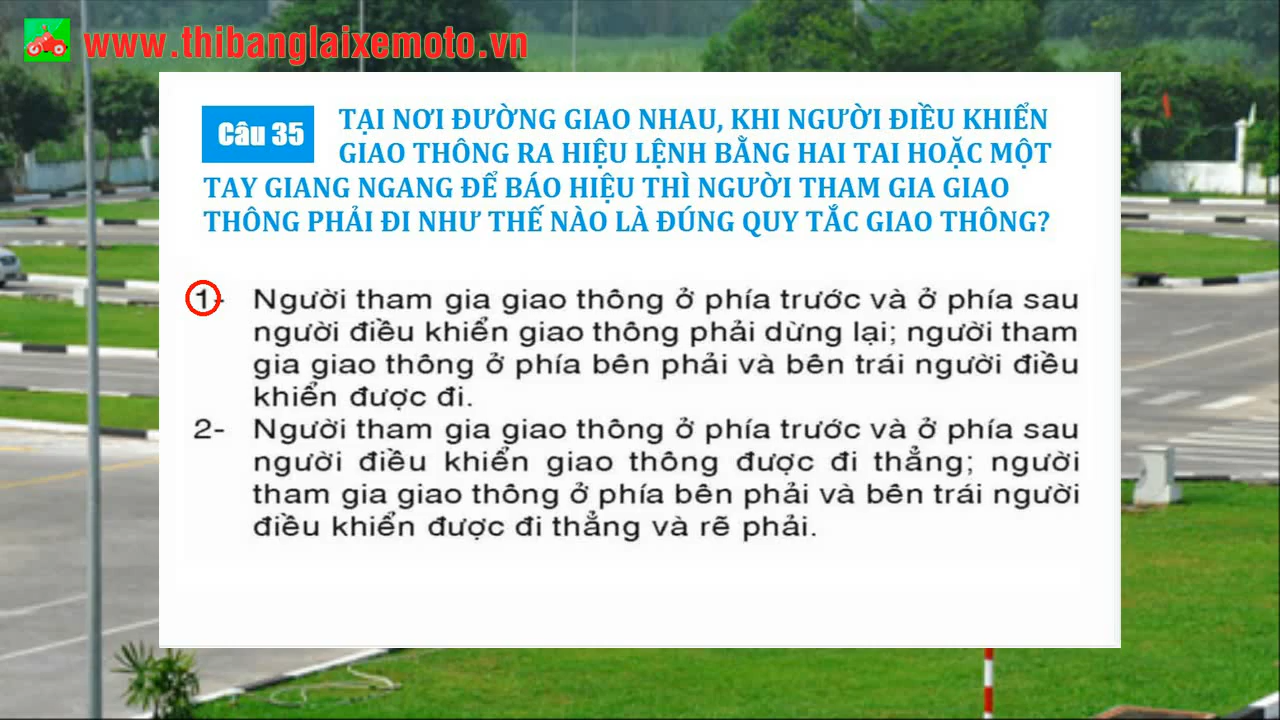 www.thibanglaixemoto.vn
Câu 35
TẠI NƠI ĐƯỜNG GIAO NHAU, KHI NGƯỜI ĐIỀU KHIỂN
GIAO THÔNG RA HIỆU LỆNH BẰNG HAI TAI HOẶC MỘT
TAY GIANG NGANG ĐỂ BÁO HIỆU THÌ NGƯỜI THAM GIA GIAO
THÔNG PHẢI ĐI NHƯ THẾ NÀO LÀ ĐÚNG QUY TẮC GIAO THÔNG?
1- Người tham gia giao thông ở phía trước và ở phía sau
người điều khiển giao thông phải dừng lại; người tham
gia giao thông ở phía bên phải và bên trái người điều
khiển được đi.
2- Người tham gia giao thông ở phía trước và ở phía sau
người điều khiển giao thông được đi thẳng; người
tham gia giao thông ở phía bên phải và bên trái người
điều khiển được đi thẳng và rẽ phải.